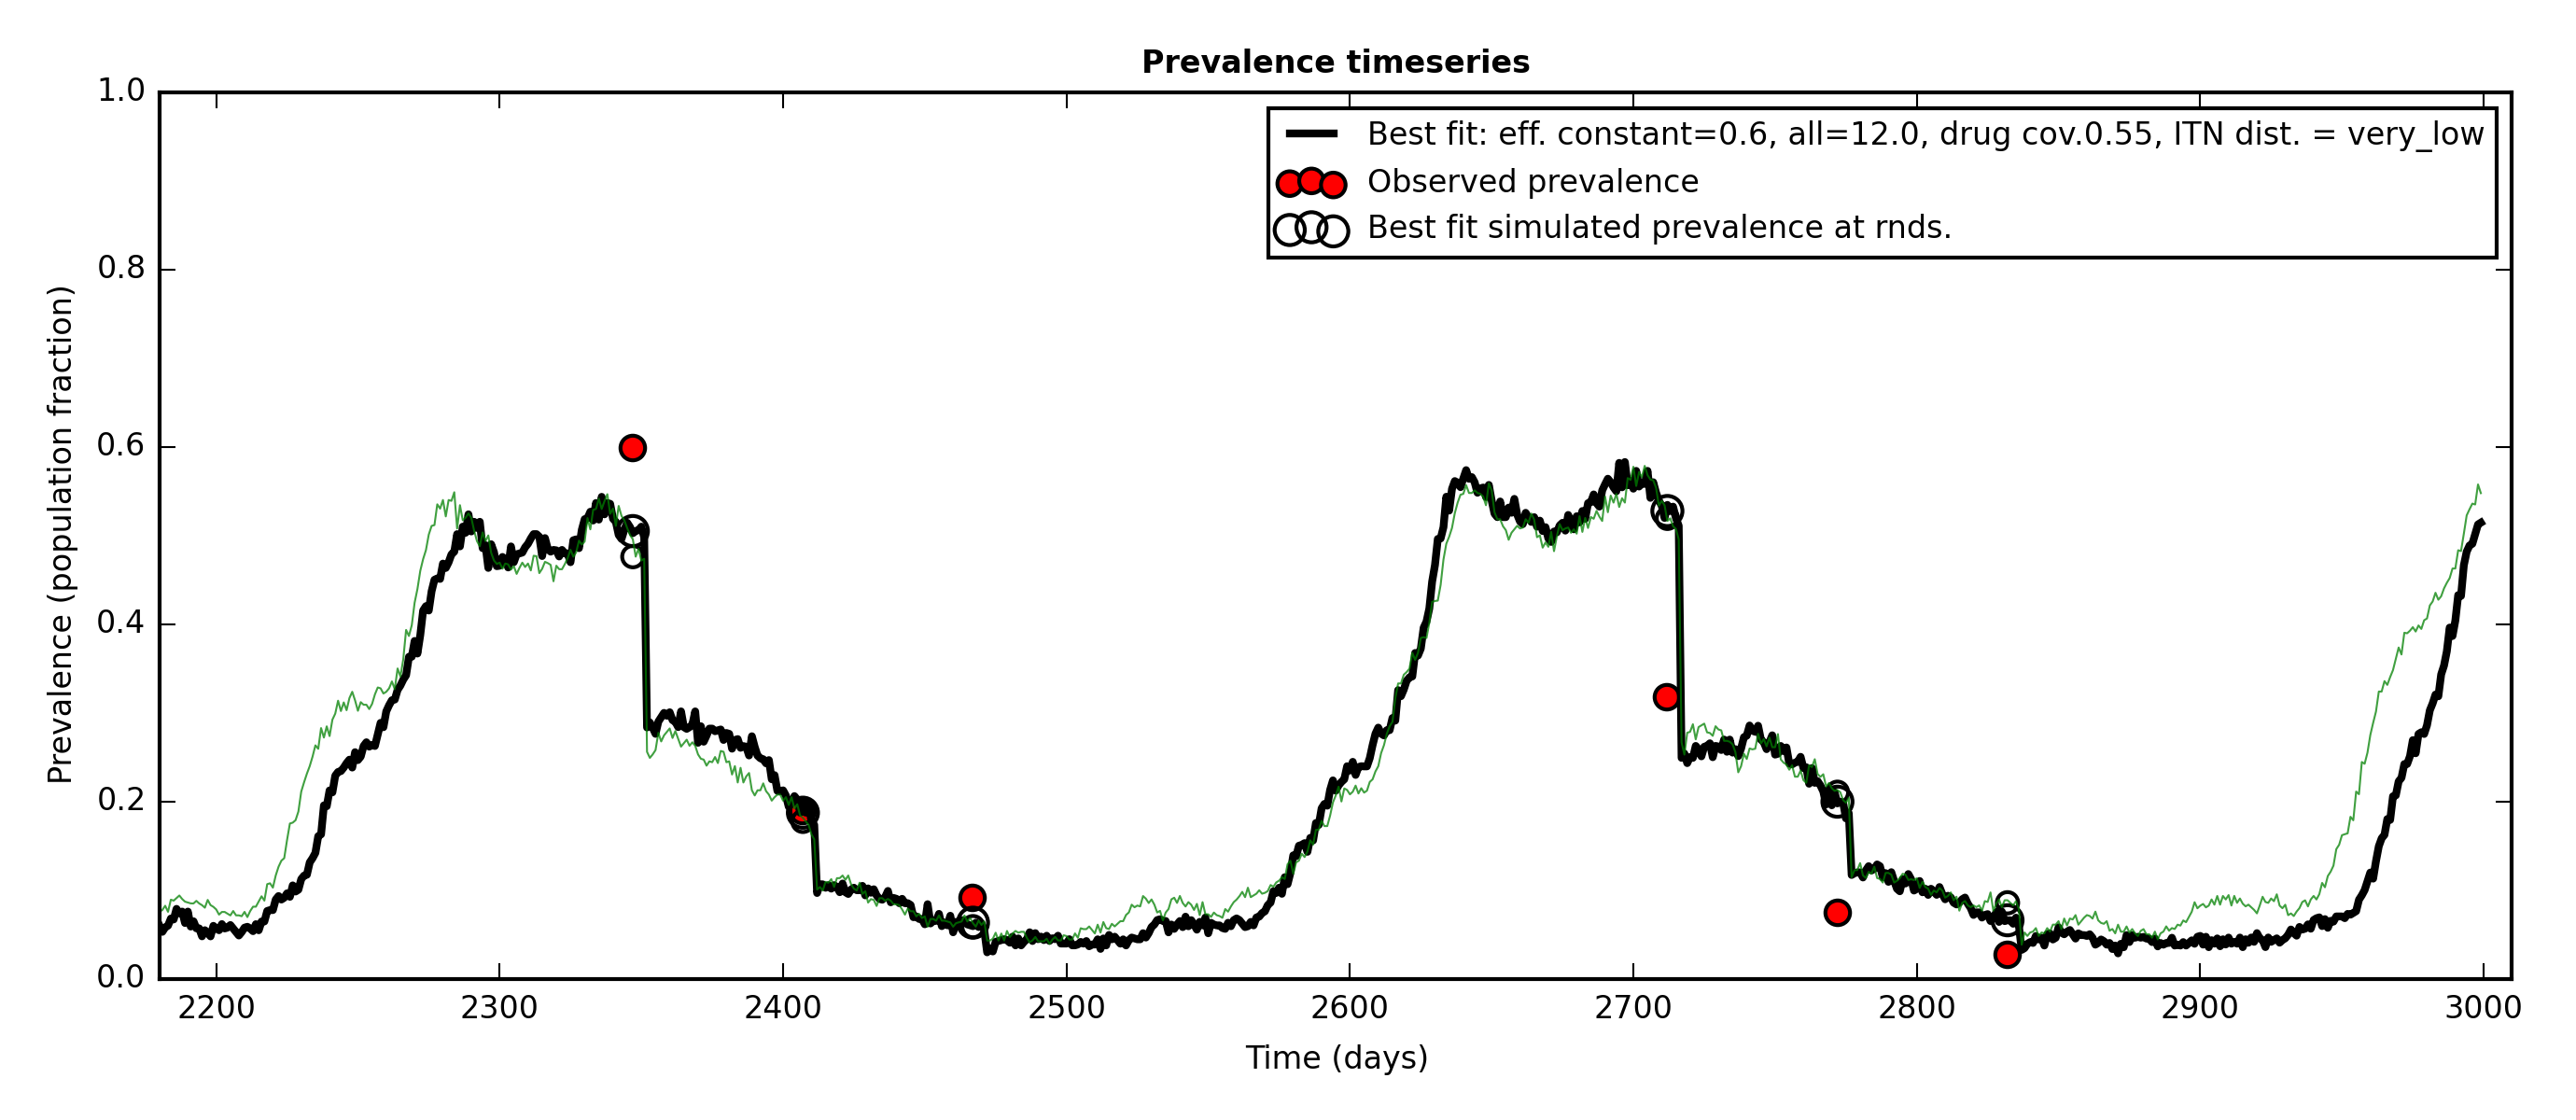 Prevalence timeseries
Best fit: eff. constant=0.6, all=12.0, drug cov.0.55, ITN dist. = very_low
Observed prevalence
Best fit simulated prevalence at rnds.
Prevalence (population fraction)
1.0
0.8
0.6
0.4
0.2
0.0
2200 2300 2400 2500 2600 2700 2800 2900 3000
Time (days)